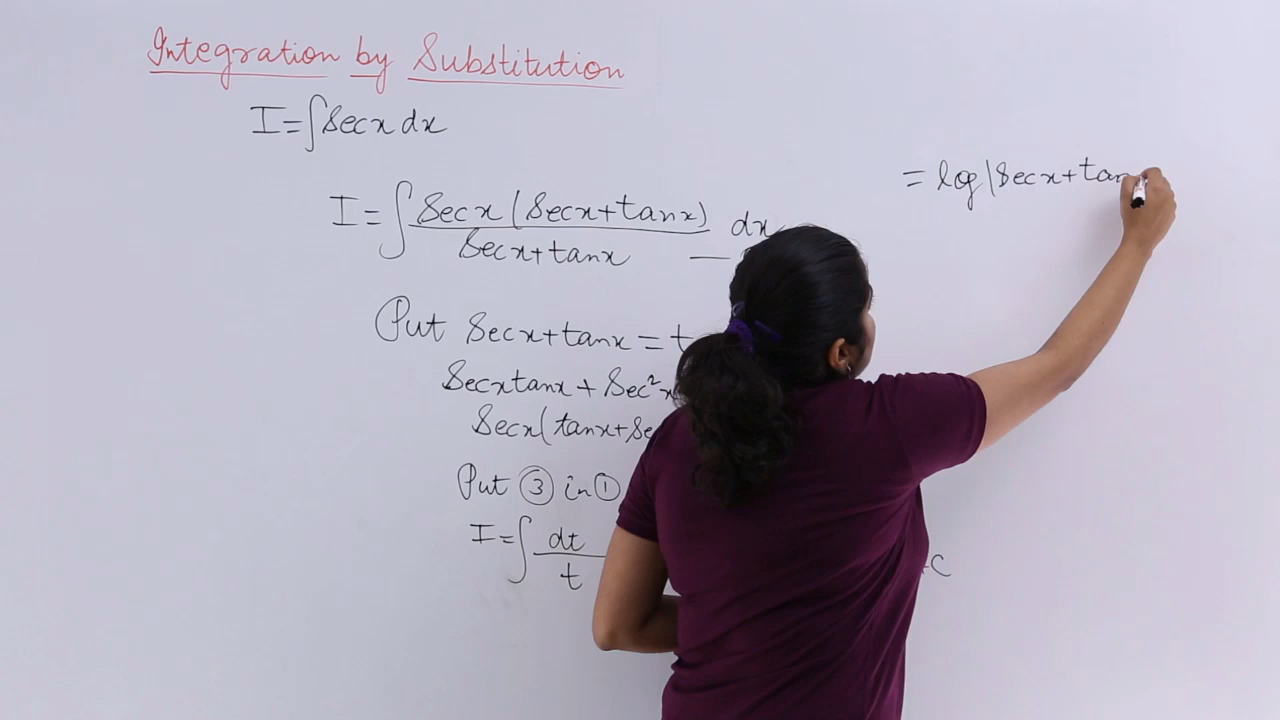 Integration by Substitution
I=∫secx dx
I=∫ secx (secx+tanx) / secx+tanx dx —
Put secx+tanx = t
secxtanx + sec²x
secx(tanx+se
Put ③ in ①
I=∫ dt / t
+c
= log|secx+tan